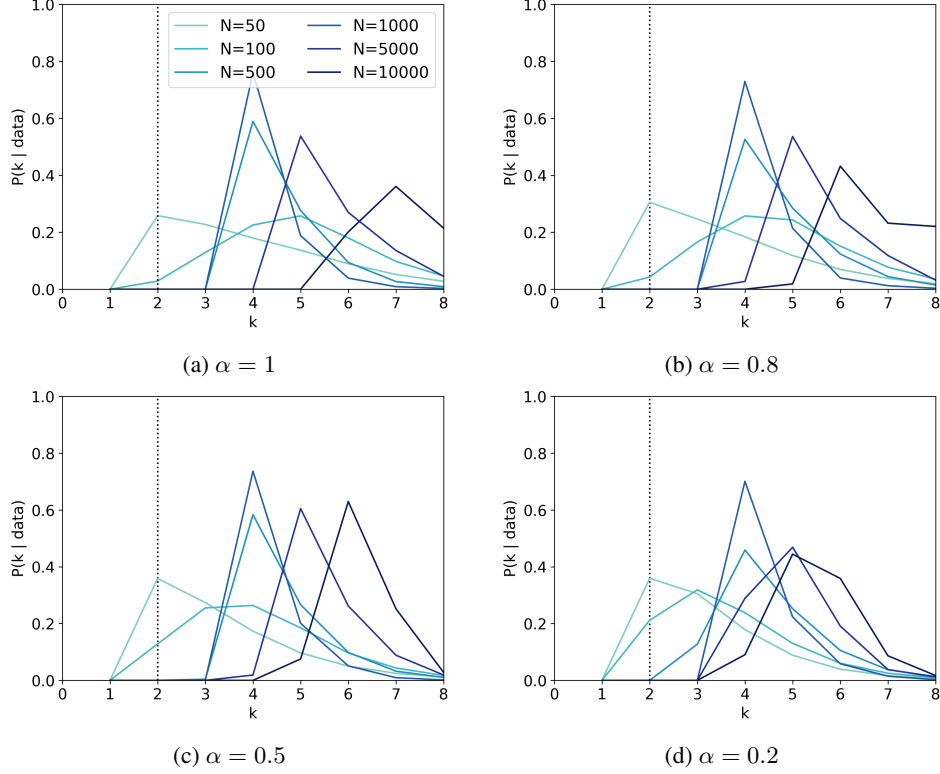 1.0
0.8
0.6
0.4
0.2
0.0
P(k | data)
N=50
N=100
N=500
N=1000
N=5000
N=10000
0 1 2 3 4 5 6 7 8
k
(a) α = 1
1.0
0.8
0.6
0.4
0.2
0.0
P(k | data)
0 1 2 3 4 5 6 7 8
k
(b) α = 0.8
1.0
0.8
0.6
0.4
0.2
0.0
P(k | data)
0 1 2 3 4 5 6 7 8
k
(c) α = 0.5
1.0
0.8
0.6
0.4
0.2
0.0
P(k | data)
0 1 2 3 4 5 6 7 8
k
(d) α = 0.2